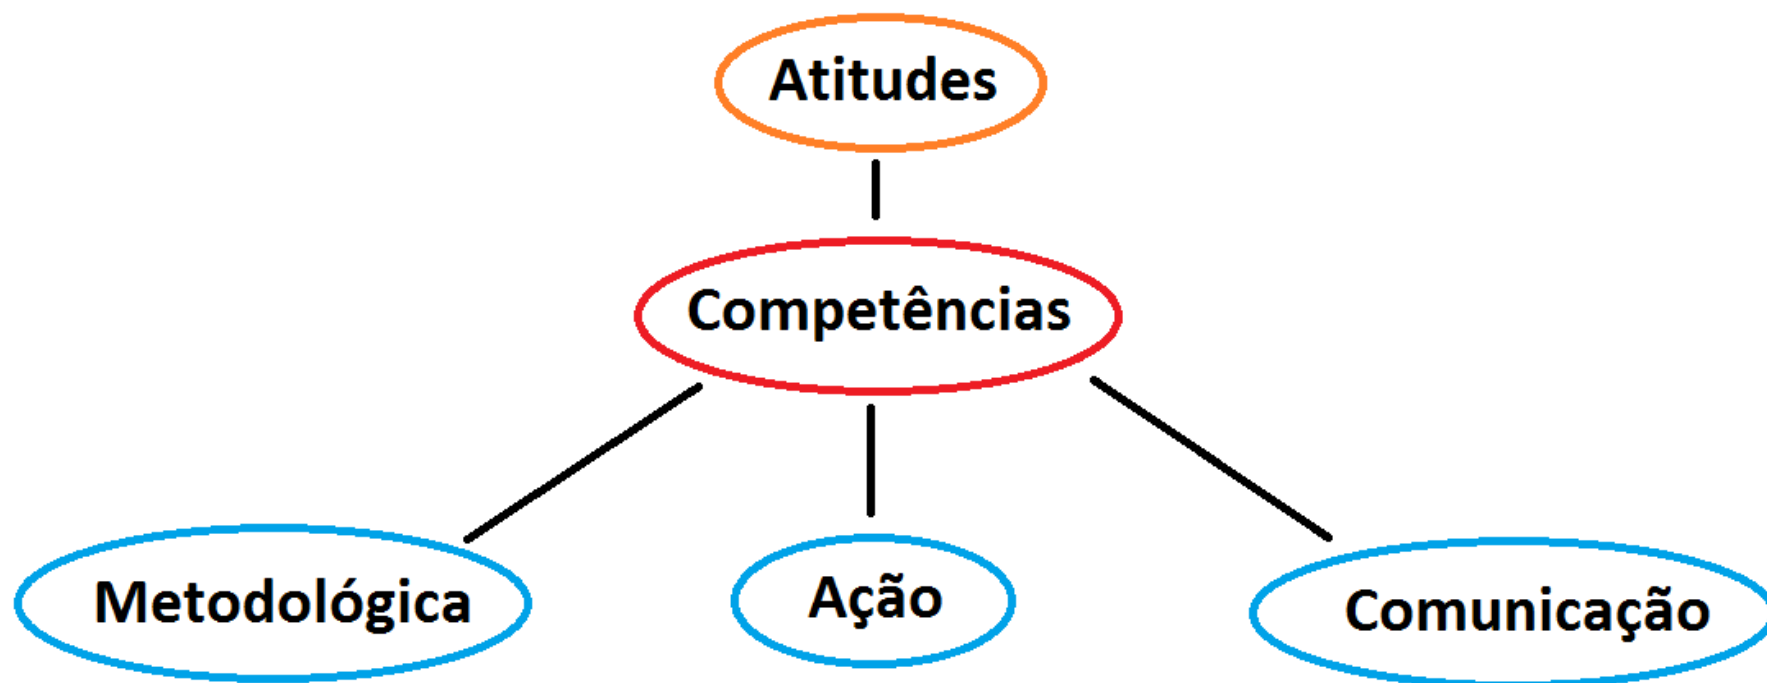 Atitudes
Competências
Metodológica
Ação
Comunicação